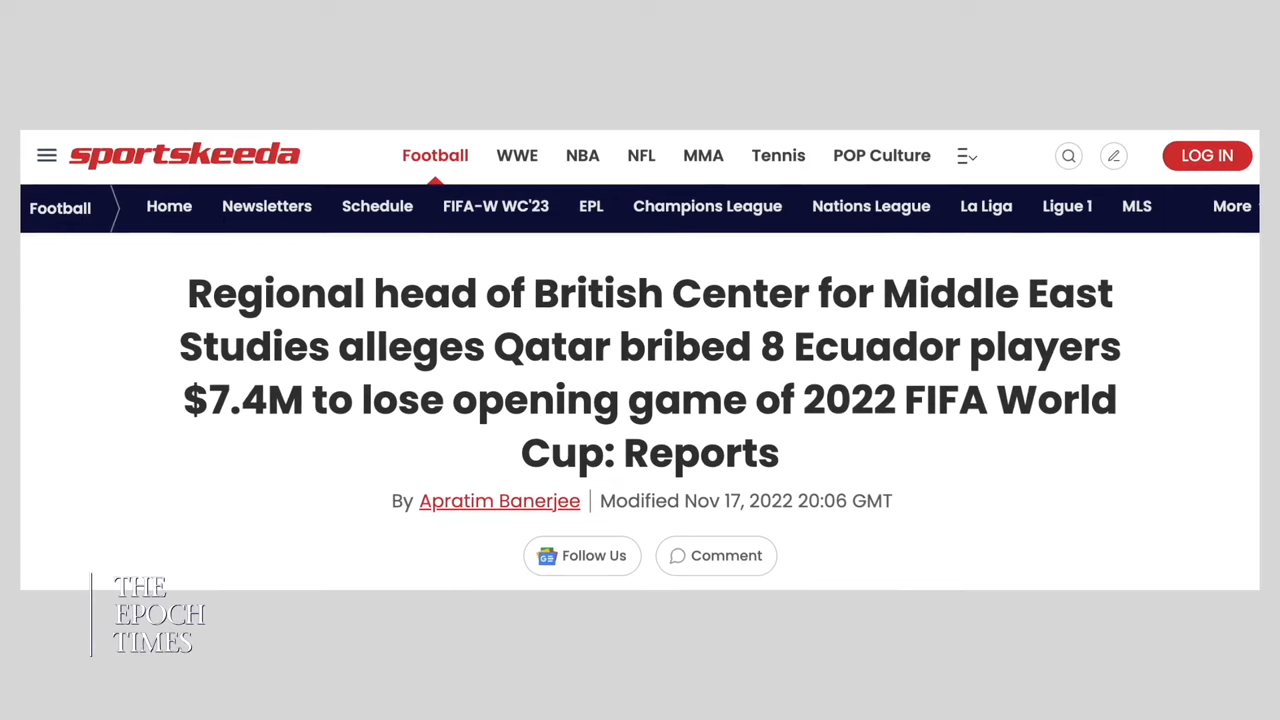 sportskeeda Football WWE NBA NFL MMA Tennis POP Culture LOG IN
Football Home Newsletters Schedule FIFA-W WC'23 EPL Champions League Nations League La Liga Ligue 1 MLS More
Regional head of British Center for Middle East
Studies alleges Qatar bribed 8 Ecuador players
$7.4M to lose opening game of 2022 FIFA World
Cup: Reports
By Apratim Banerjee | Modified Nov 17, 2022 20:06 GMT
Follow Us Comment
THE
EPOCH
TIMES